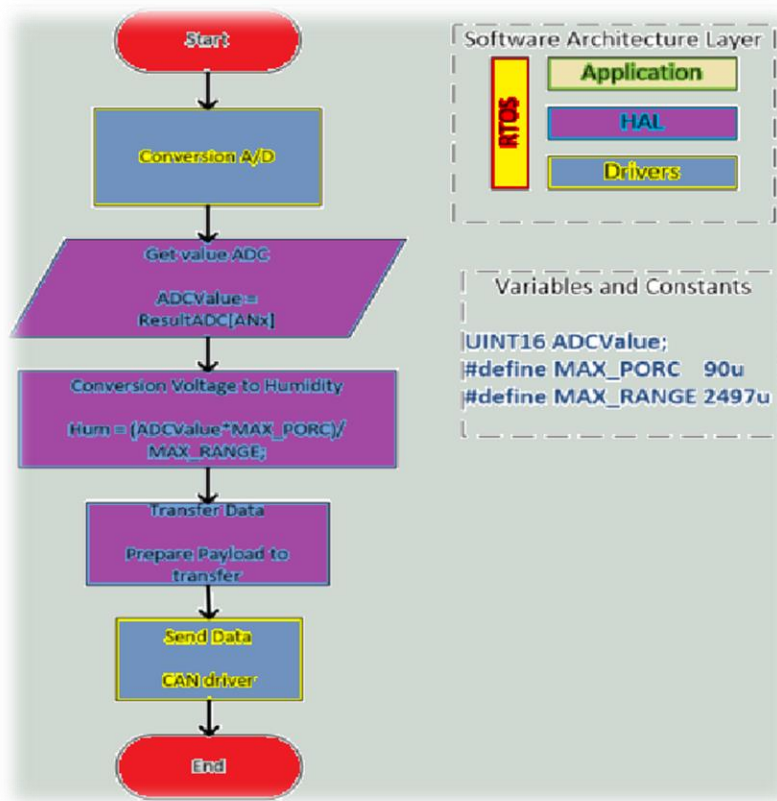 Start
Conversion A/D
Get value ADC
ADCValue =
ResultADC[ANx]
Conversion Voltage to Humidity
Hum = (ADCValue*MAX_PORC)/
MAX_RANGE;
Transfer Data
Prepare Payload to
transfer
Send Data
CAN driver
End
Software Architecture Layer
RTOS
Application
HAL
Drivers
Variables and Constants
UINT16 ADCValue;
#define MAX_PORC 90u
#define MAX_RANGE 2497u